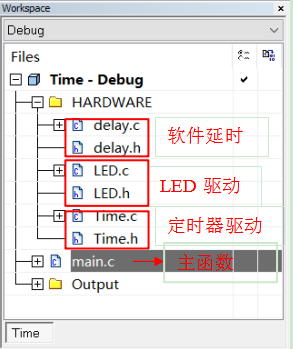 Workspace
Debug
Files
Time - Debug
HARDWARE
delay.c
delay.h
软件延时
LED.c
LED.h
LED 驱动
Time.c
Time.h
定时器驱动
main.c
主函数
Output
Time